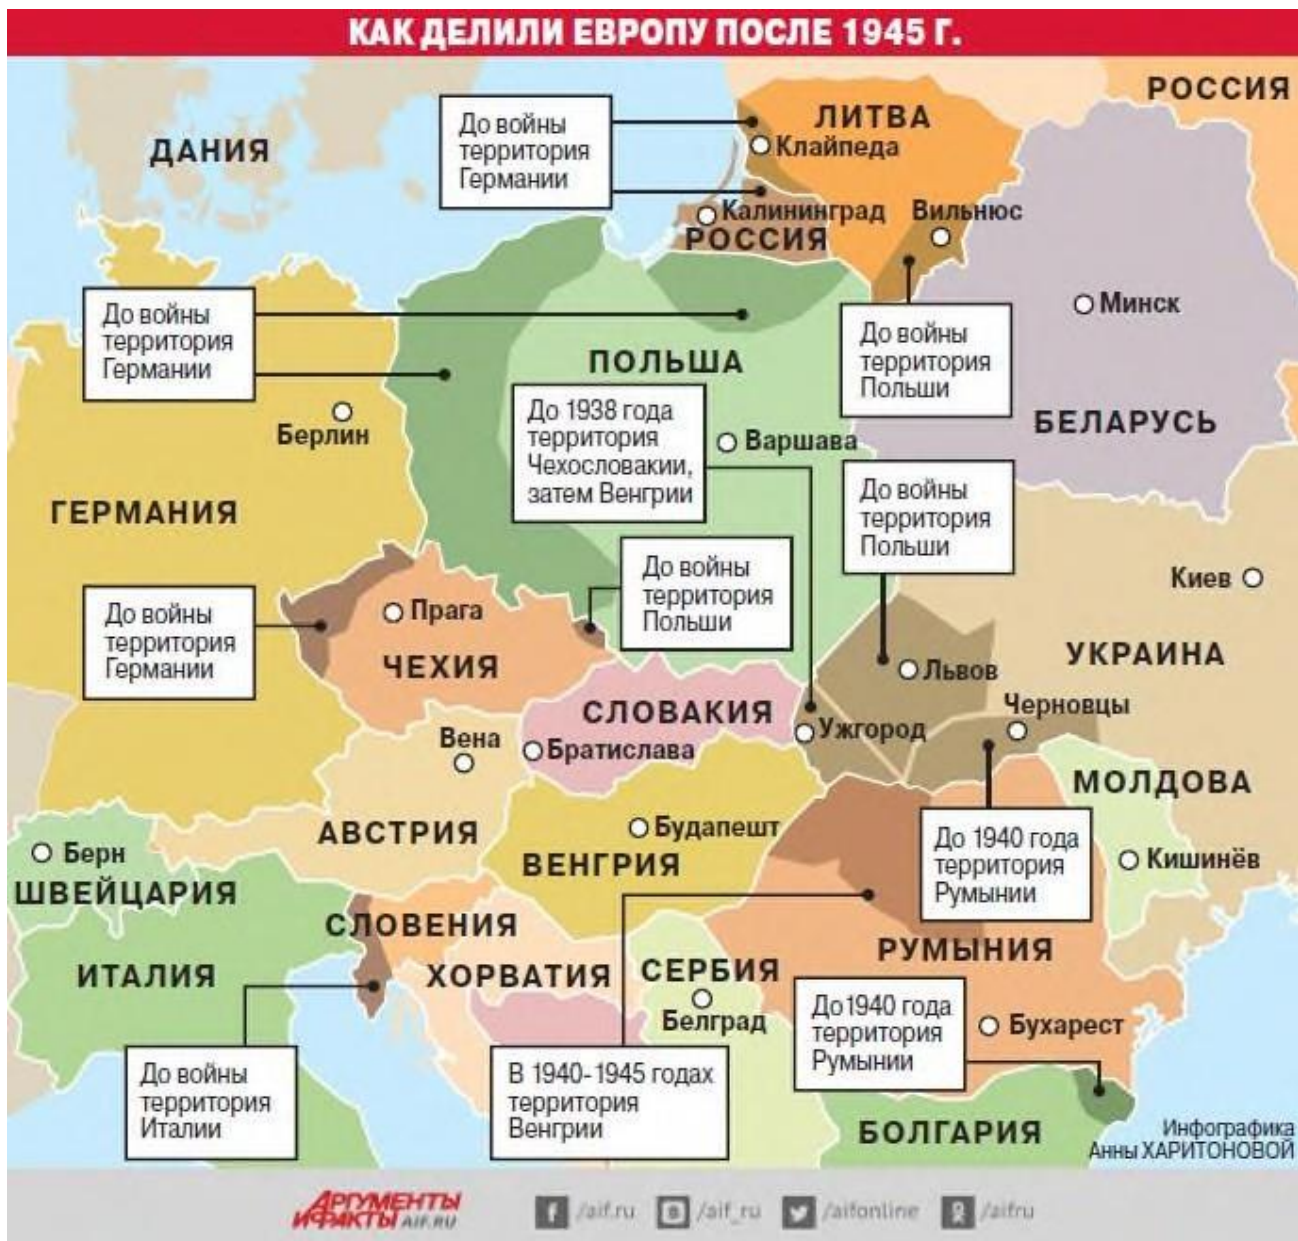 КАК ДЕЛИЛИ ЕВРОПУ ПОСЛЕ 1945 Г.
РОССИЯ
До войны
территория
Германии
ЛИТВА
Клайпеда
ДАНИЯ
Калининград
РОССИЯ
Вильнюс
До войны
территория
Германии
Минск
До войны
территория
Польши
ПОЛЬША
До 1938 года
территория
Чехословакии,
затем Венгрии
Берлин
Варшава
БЕЛАРУСЬ
До войны
территория
Польши
ГЕРМАНИЯ
До войны
территория
Польши
Киев
До войны
территория
Германии
Прага
ЧЕХИЯ
Львов
УКРАИНА
СЛОВАКИЯ
Ужгород
Черновцы
Вена
Братислава
МОЛДОВА
АВСТРИЯ
Будапешт
ВЕНГРИЯ
До 1940 года
территория
Румынии
Кишинёв
Берн
ШВЕЙЦАРИЯ
СЛОВЕНИЯ
РУМЫНИЯ
ИТАЛИЯ
ХОРВАТИЯ
СЕРБИЯ
Белград
До 1940 года
территория
Румынии
Бухарест
До войны
территория
Италии
В 1940-1945 годах
территория
Венгрии
БОЛГАРИЯ
Инфографика
Анны ХАРИТОНОВОЙ
АРГУМЕНТЫ
И ФАКТЫ AIF.RU
/aif.ru
/aif_ru
/aifonline
/aifru